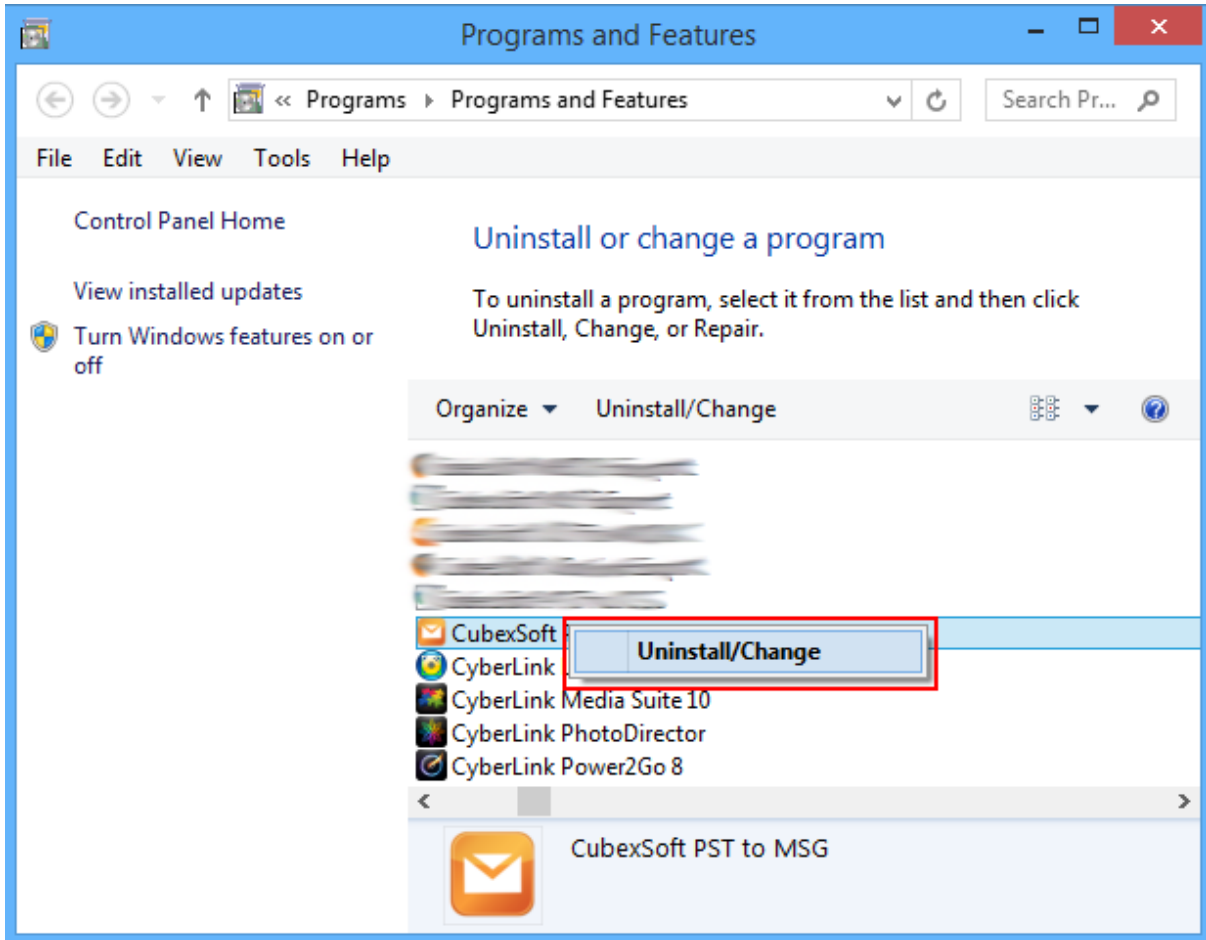 Programs and Features
« Programs ▸ Programs and Features
Search Pr...
File Edit View Tools Help
Control Panel Home
View installed updates
Turn Windows features on or
off
Uninstall or change a program
To uninstall a program, select it from the list and then click
Uninstall, Change, or Repair.
Organize Uninstall/Change
CubexSoft
Uninstall/Change
CyberLink
CyberLink Media Suite 10
CyberLink PhotoDirector
CyberLink Power2Go 8
CubexSoft PST to MSG